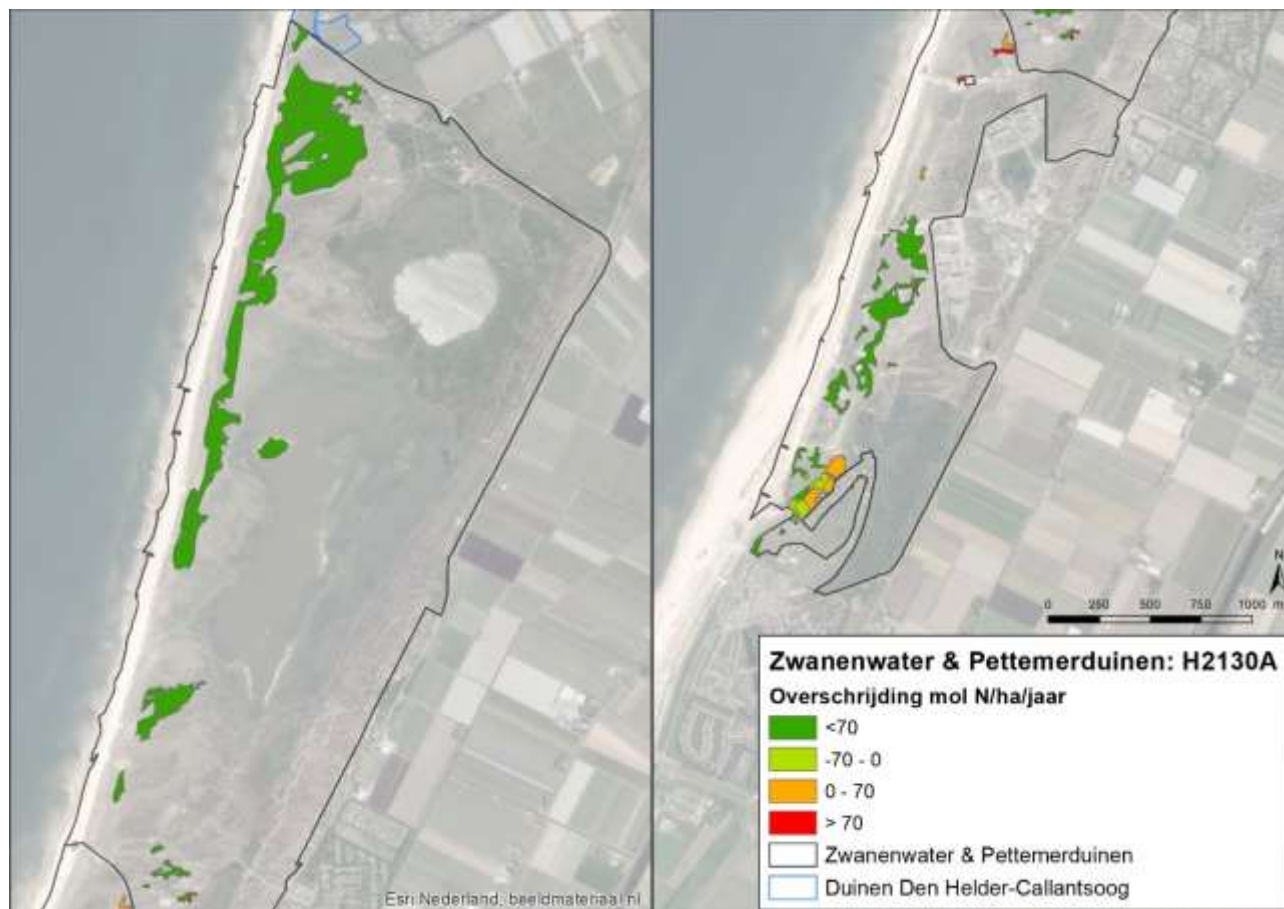 N
0 250 500 750 1000 m
Zwanenwater & Pettemerduinen: H2130A
Overschrijding mol N/ha/jaar
<70
-70 - 0
0 - 70
> 70
Zwanenwater & Pettemerduinen
Duinen Den Helder-Callantsoog
Esri Nederland, beeldmateriaal.nl